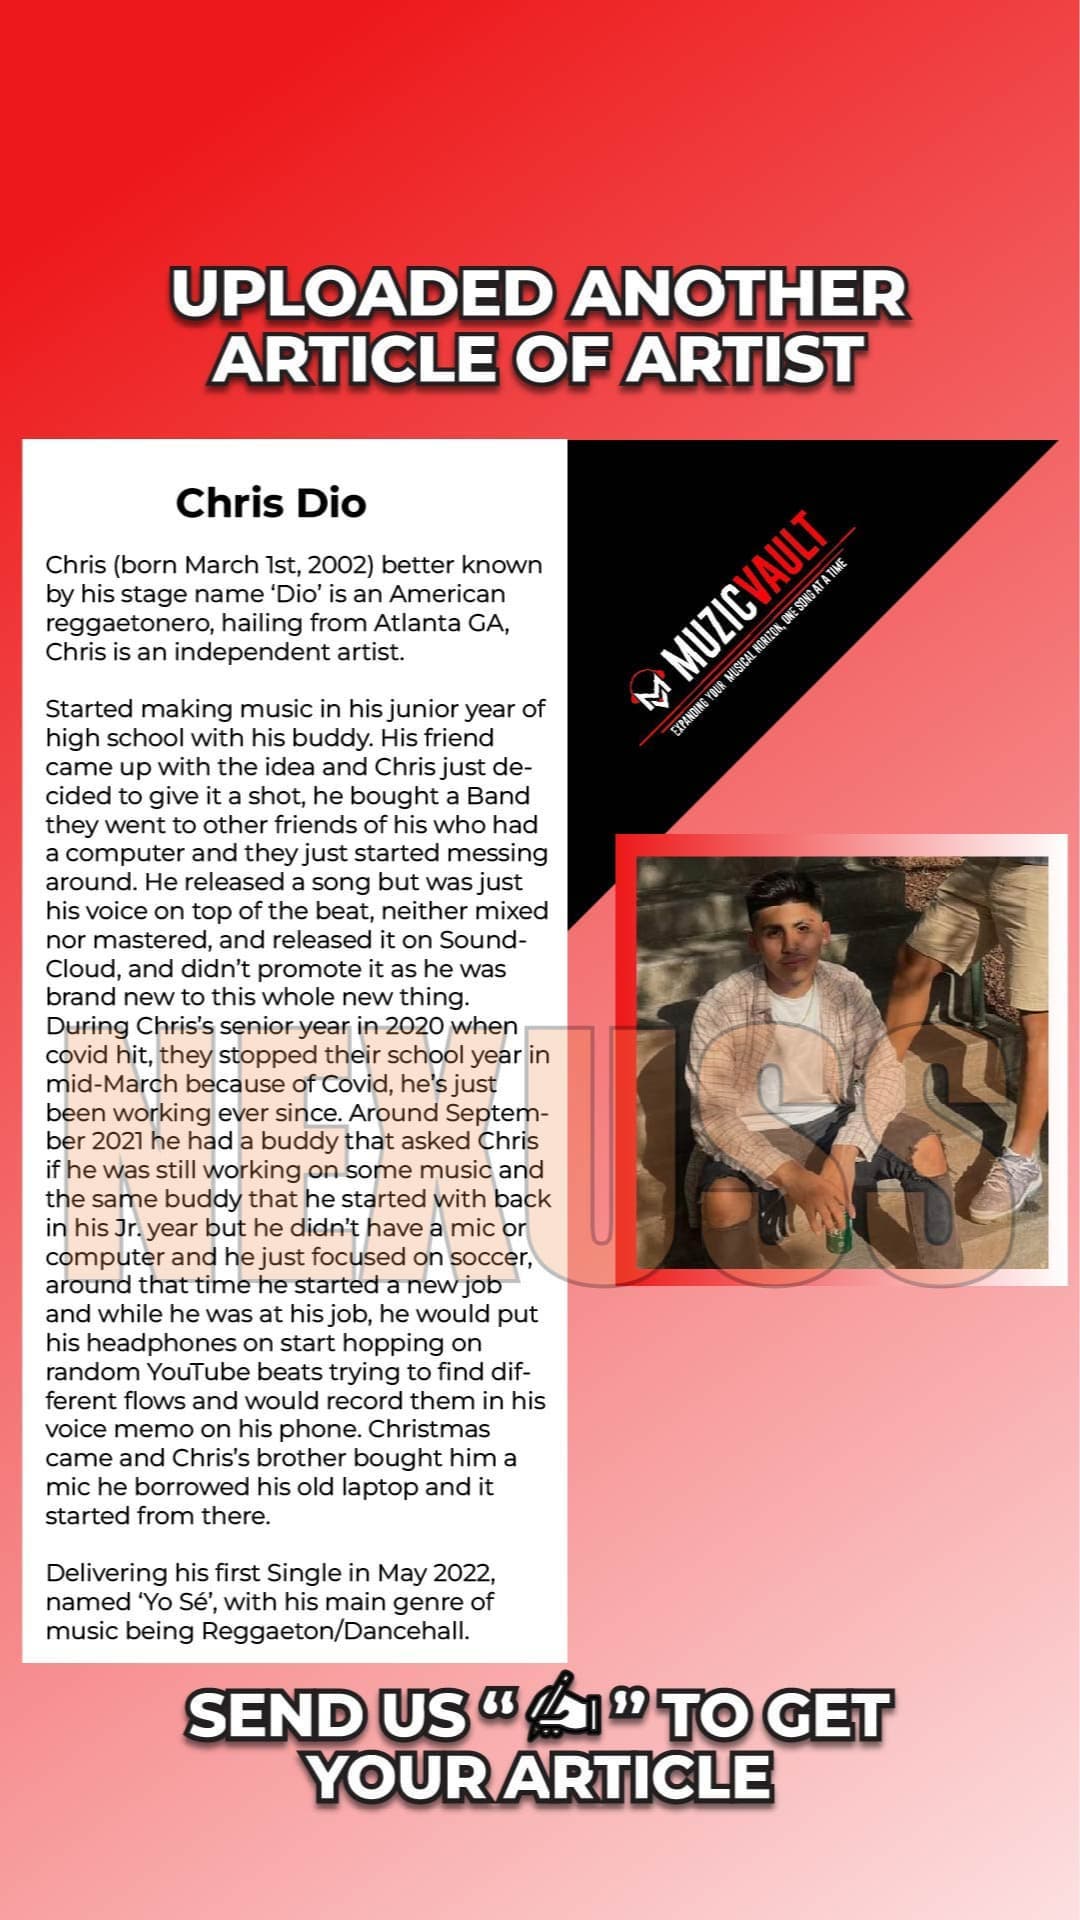 UPLOADED ANOTHER
ARTICLE OF ARTIST
Chris Dio
Chris (born March 1st, 2002) better known
by his stage name ‘Dio’ is an American
reggaetonero, hailing from Atlanta GA,
Chris is an independent artist.
Started making music in his junior year of
high school with his buddy. His friend
came up with the idea and Chris just de-
cided to give it a shot, he bought a Band
they went to other friends of his who had
a computer and they just started messing
around. He released a song but was just
his voice on top of the beat, neither mixed
nor mastered, and released it on Sound-
Cloud, and didn’t promote it as he was
brand new to this whole new thing.
During Chris’s senior year in 2020 when
covid hit, they stopped their school year in
mid-March because of Covid, he’s just
been working ever since. Around Septem-
ber 2021 he had a buddy that asked Chris
if he was still working on some music and
the same buddy that he started with back
in his Jr. year but he didn’t have a mic or
computer and he just focused on soccer,
around that time he started a new job
and while he was at his job, he would put
his headphones on start hopping on
random YouTube beats trying to find dif-
ferent flows and would record them in his
voice memo on his phone. Christmas
came and Chris’s brother bought him a
mic he borrowed his old laptop and it
started from there.
Delivering his first Single in May 2022,
named ‘Yo Sé’, with his main genre of
music being Reggaeton/Dancehall.
MUZICVAULT
EXPANDING YOUR MUSICAL HORIZON, ONE SONG AT A TIME
NEXUSS
SEND US “✍” TO GET
YOUR ARTICLE